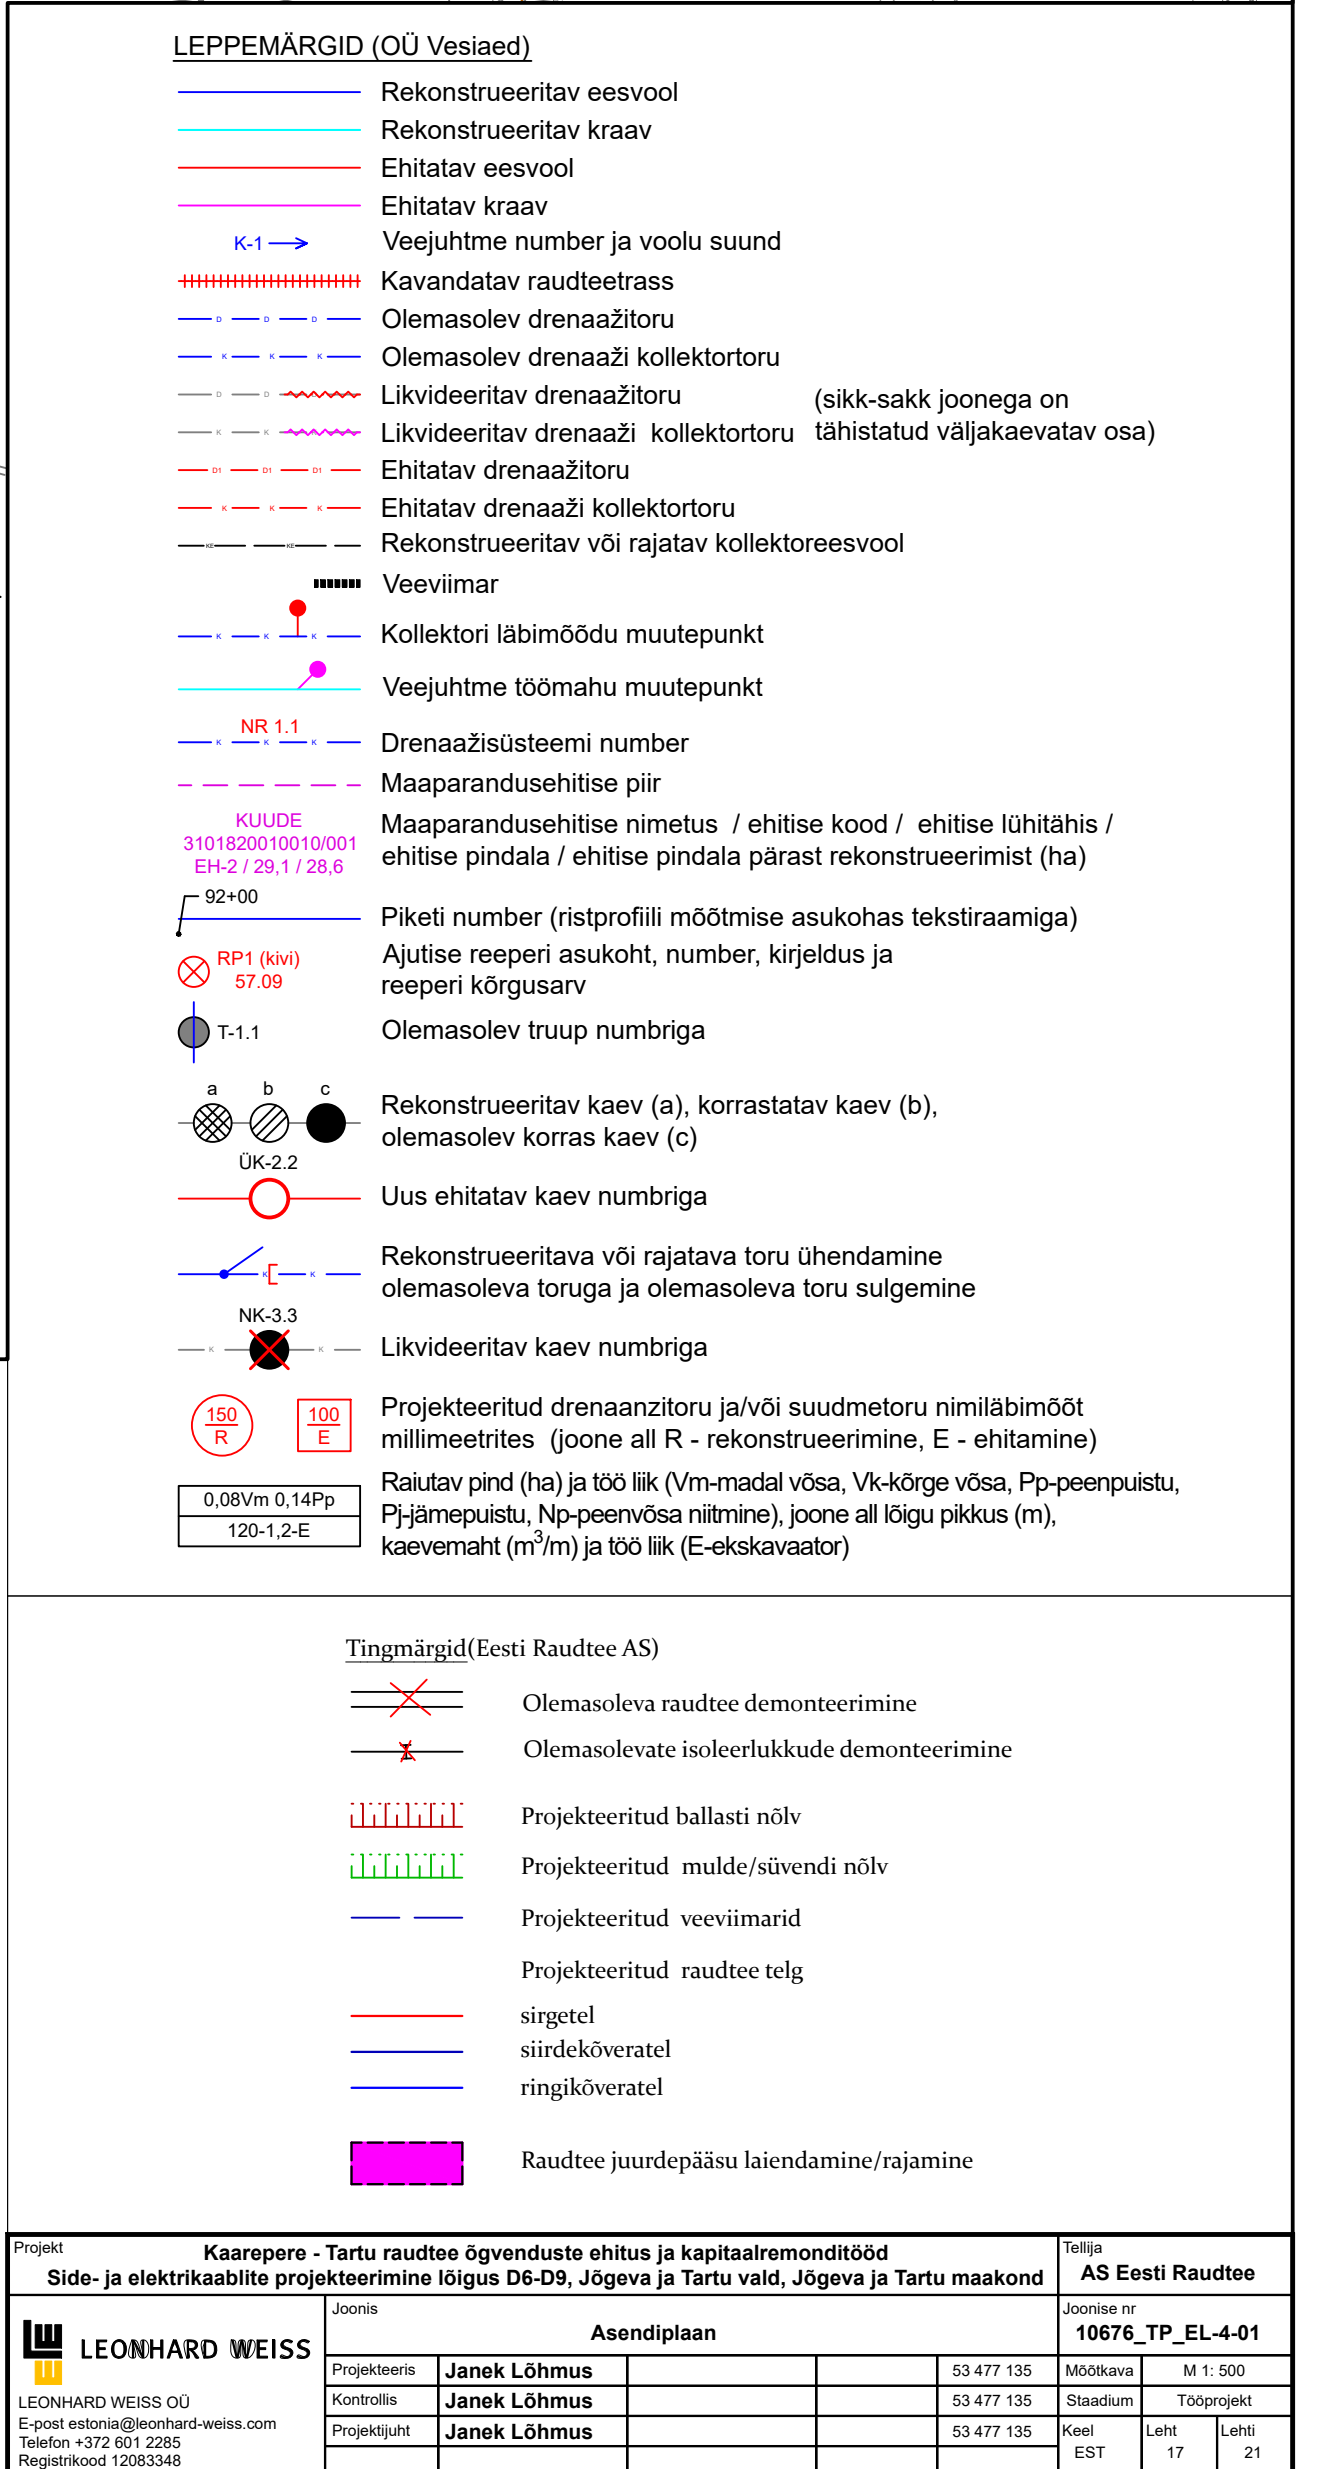 LEPPEMÄRGID (OÜ Vesiaed)
Rekonstrueeritav eesvool
Rekonstrueeritav kraav
Ehitatav eesvool
Ehitatav kraav
K-1 Veejuhtme number ja voolu suund
Kavandatav raudteetrass
D D D Olemasolev drenaažitoru
K K K Olemasolev drenaaži kollektortoru
D D Likvideeritav drenaažitoru
K K Likvideeritav drenaaži kollektortoru
(sikk-sakk joonega on
tähistatud väljakaevatav osa)
D1 D1 D1 Ehitatav drenaažitoru
K K K Ehitatav drenaaži kollektortoru
KE KE Rekonstrueeritav või rajatav kollektoreesvool
Veeviimar
K K K Kollektori läbimõõdu muutepunkt
Veejuhtme töömahu muutepunkt
NR 1.1
K K K Drenaažisüsteemi number
Maaparandusehitise piir
KUUDE
3101820010010/001
EH-2 / 29,1 / 28,6
Maaparandusehitise nimetus / ehitise kood / ehitise lühitähis /
ehitise pindala / ehitise pindala pärast rekonstrueerimist (ha)
92+00
Piketi number (ristprofiili mõõtmise asukohas tekstiraamiga)
RP1 (kivi)
57.09
Ajutise reeperi asukoht, number, kirjeldus ja
reeperi kõrgusarv
T-1.1 Olemasolev truup numbriga
a b c
Rekonstrueeritav kaev (a), korrastatav kaev (b),
olemasolev korras kaev (c)
ÜK-2.2
Uus ehitatav kaev numbriga
K K
Rekonstrueeritava või rajatava toru ühendamine
olemasoleva toruga ja olemasoleva toru sulgemine
NK-3.3
K K Likvideeritav kaev numbriga
150
R
100
E
Projekteeritud drenaanzitoru ja/või suudmetoru nimiläbimõõt
millimeetrites (joone all R - rekonstrueerimine, E - ehitamine)
0,08Vm 0,14Pp
120-1,2-E
Raiutav pind (ha) ja töö liik (Vm-madal võsa, Vk-kõrge võsa, Pp-peenpuistu,
Pj-jämepuistu, Np-peenvõsa niitmine), joone all lõigu pikkus (m),
kaevemaht (m³/m) ja töö liik (E-ekskavaator)
Tingmärgid(Eesti Raudtee AS)
Olemasoleva raudtee demonteerimine
Olemasolevate isoleerlukkude demonteerimine
Projekteeritud ballasti nõlv
Projekteeritud mulde/süvendi nõlv
Projekteeritud veeviimarid
Projekteeritud raudtee telg
sirgetel
siirdekõveratel
ringikõveratel
Raudtee juurdepääsu laiendamine/rajamine
Projekt
Kaarepere - Tartu raudtee õgvenduste ehitus ja kapitaalremonditööd
Side- ja elektrikaablite projekteerimine lõigus D6-D9, Jõgeva ja Tartu vald, Jõgeva ja Tartu maakond
Tellija
AS Eesti Raudtee
LEONHARD WEISS
LEONHARD WEISS OÜ
E-post estonia@leonhard-weiss.com
Telefon +372 601 2285
Registrikood 12083348
Joonis
Asendiplaan
Joonise nr
10676_TP_EL-4-01
Projekteeris Janek Lõhmus 53 477 135 Mõõtkava M 1: 500
Kontrollis Janek Lõhmus 53 477 135 Staadium Tööprojekt
Projektijuht Janek Lõhmus 53 477 135 Keel Leht Lehti
EST 17 21